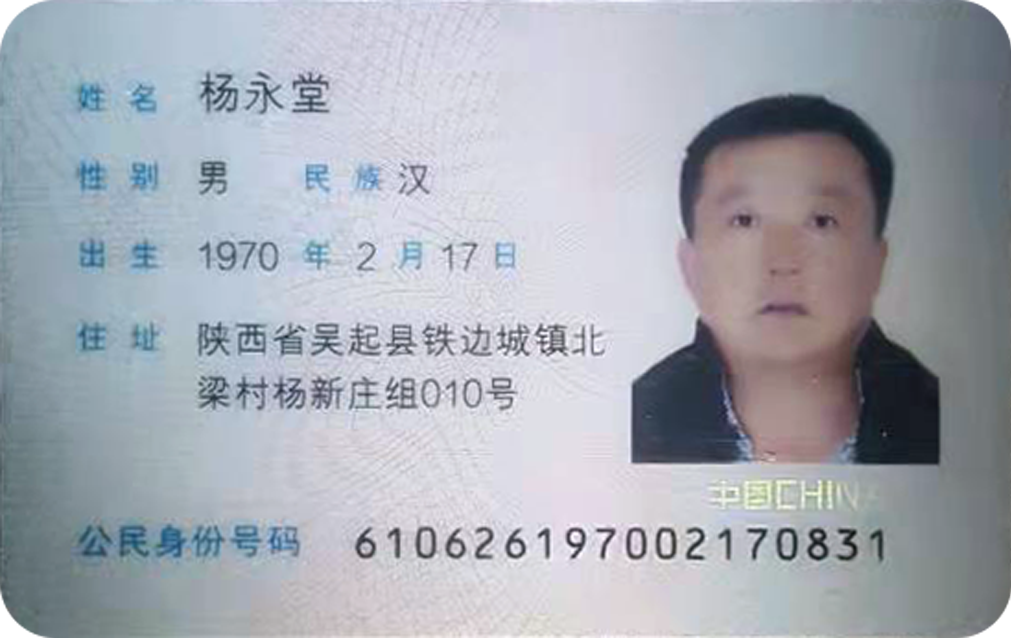 姓名 杨永堂
性别 男 民族 汉
出生 1970 年 2 月 17 日
住址 陕西省吴起县铁边城镇北
梁村杨新庄组010号
中国CHINA
公民身份号码 610626197002170831